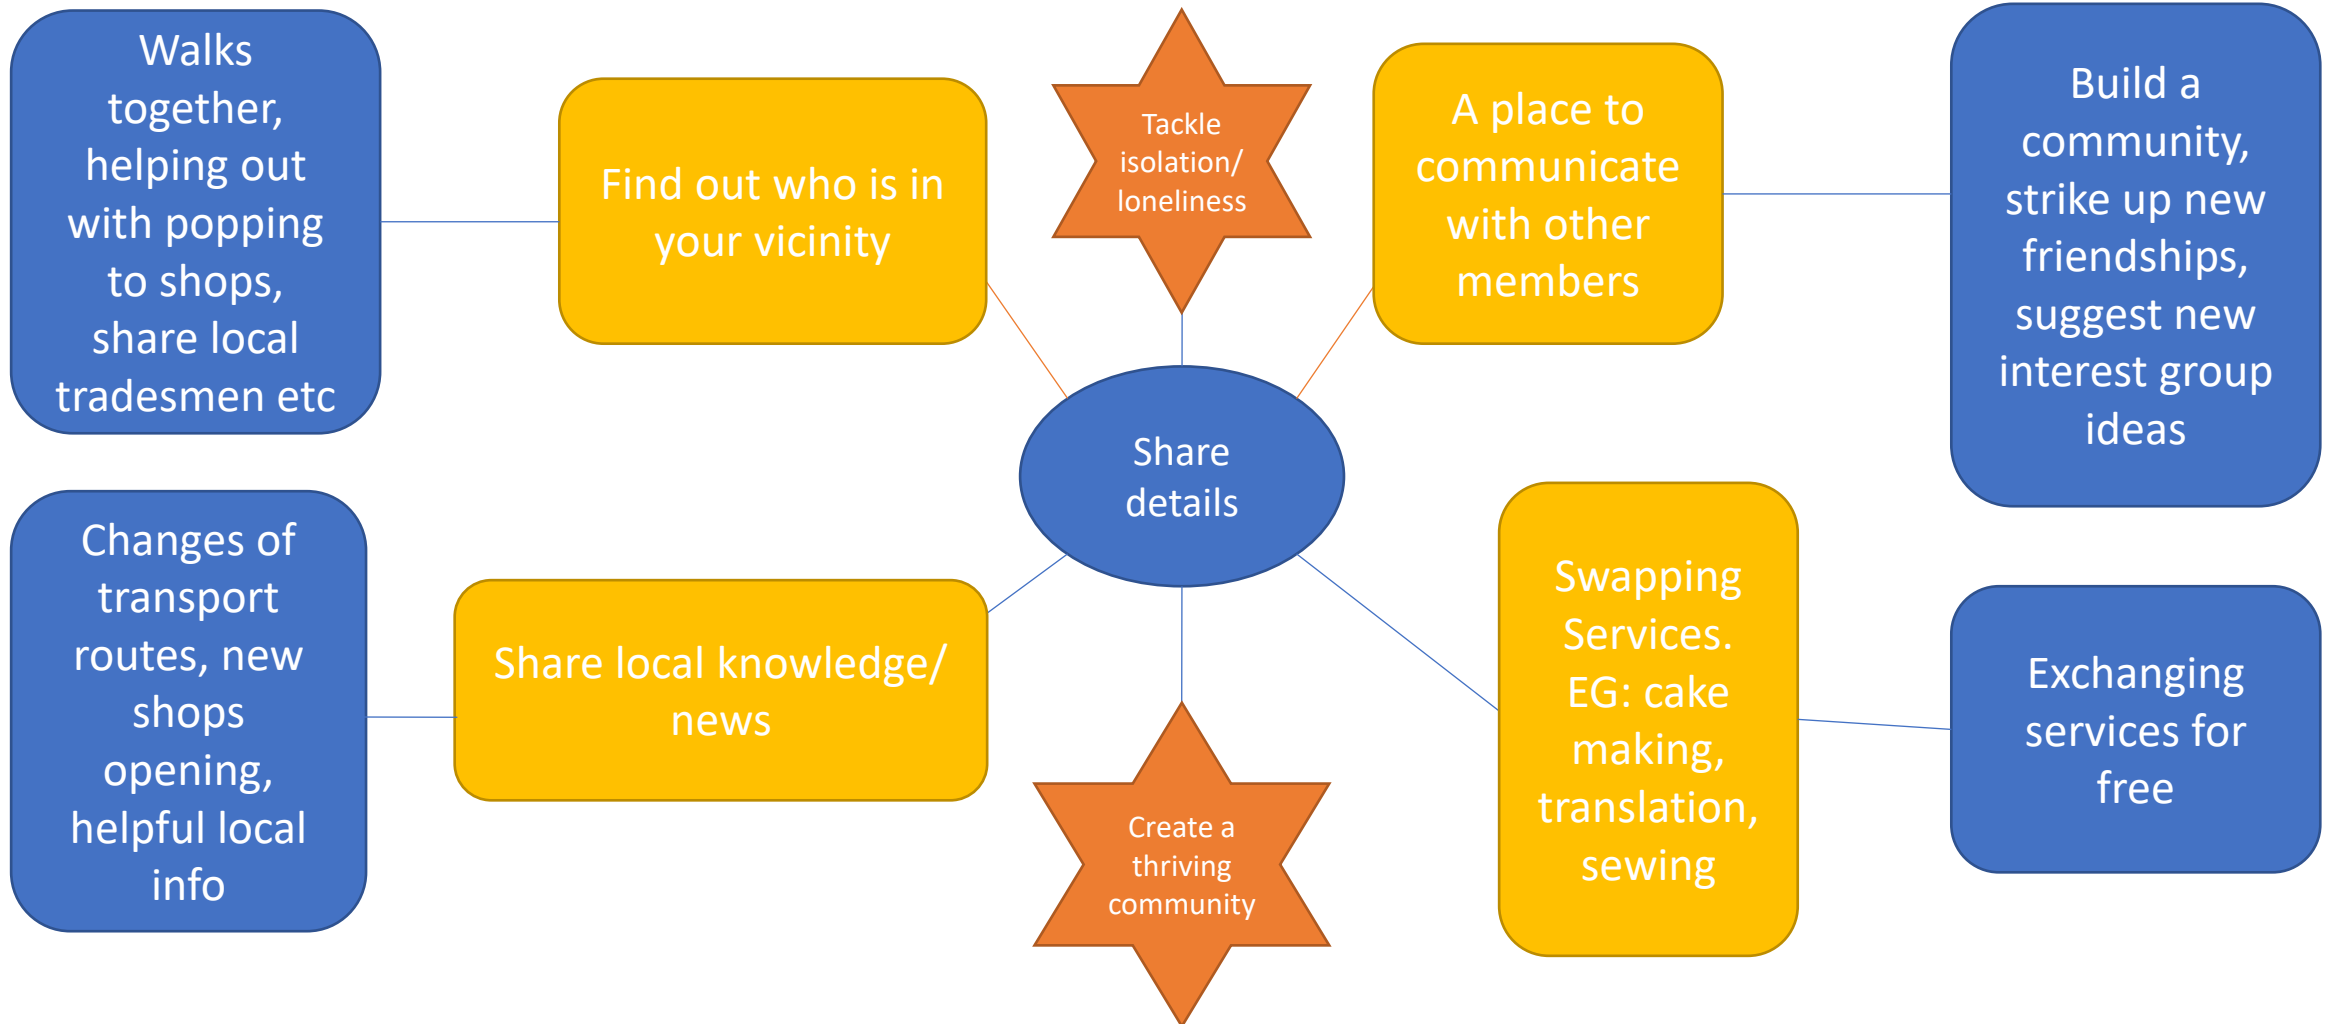 Walks
together,
helping out
with popping
to shops,
share local
tradesmen etc
Find out who is in
your vicinity
Tackle
isolation/
loneliness
A place to
communicate
with other
members
Build a
community,
strike up new
friendships,
suggest new
interest group
ideas
Share
details
Changes of
transport
routes, new
shops
opening,
helpful local
info
Share local knowledge/
news
Create a
thriving
community
Swapping
Services.
EG: cake
making,
translation,
sewing
Exchanging
services for
free